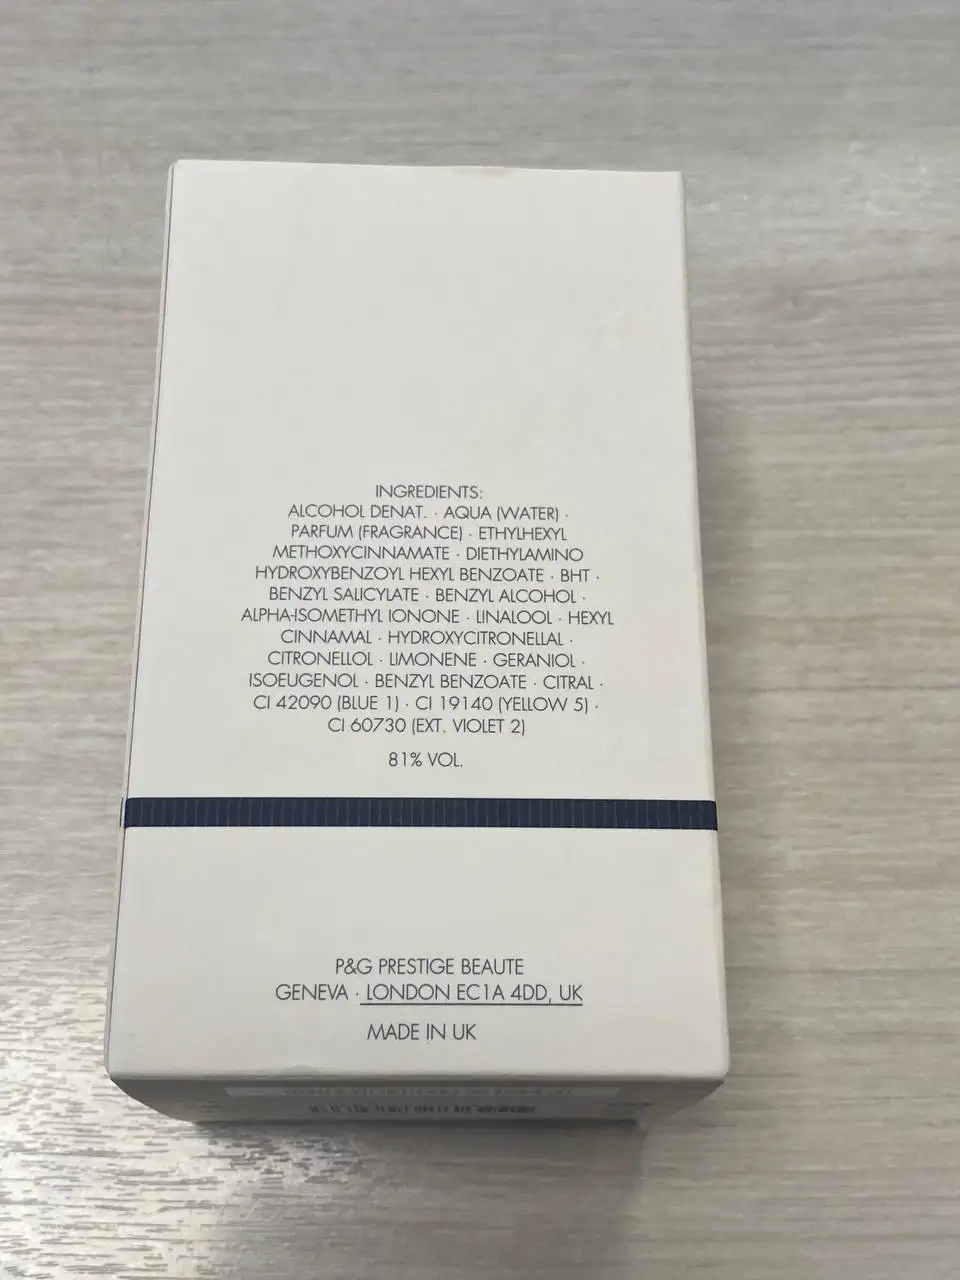 INGREDIENTS:
ALCOHOL DENAT. · AQUA (WATER) ·
PARFUM (FRAGRANCE) · ETHYLHEXYL
METHOXYCINNAMATE · DIETHYLAMINO
HYDROXYBENZOYL HEXYL BENZOATE · BHT ·
BENZYL SALICYLATE · BENZYL ALCOHOL ·
ALPHA-ISOMETHYL IONONE · LINALOOL · HEXYL
CINNAMAL · HYDROXYCITRONELLAL ·
CITRONELLOL · LIMONENE · GERANIOL ·
ISOEUGENOL · BENZYL BENZOATE · CITRAL ·
CI 42090 (BLUE 1) · CI 19140 (YELLOW 5) ·
CI 60730 (EXT. VIOLET 2)
81% VOL.
P&G PRESTIGE BEAUTE
GENEVA · LONDON EC1A 4DD, UK
MADE IN UK